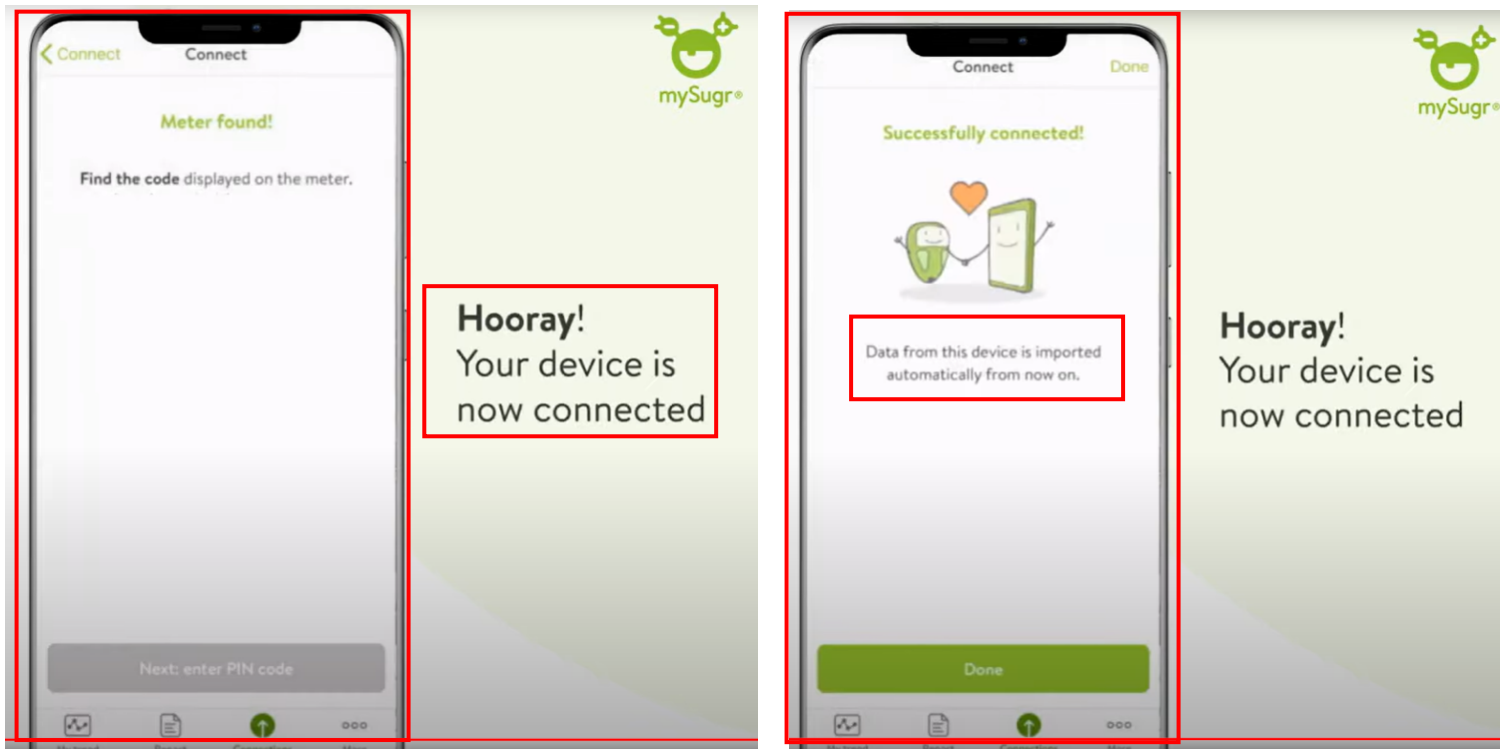 Connect
Connect
Meter found!
Find the code displayed on the meter.
Next: enter PIN code
mySugr®
Hooray!
Your device is
now connected
Connect
Done
Successfully connected!
Data from this device is imported
automatically from now on.
Done
mySugr®
Hooray!
Your device is
now connected